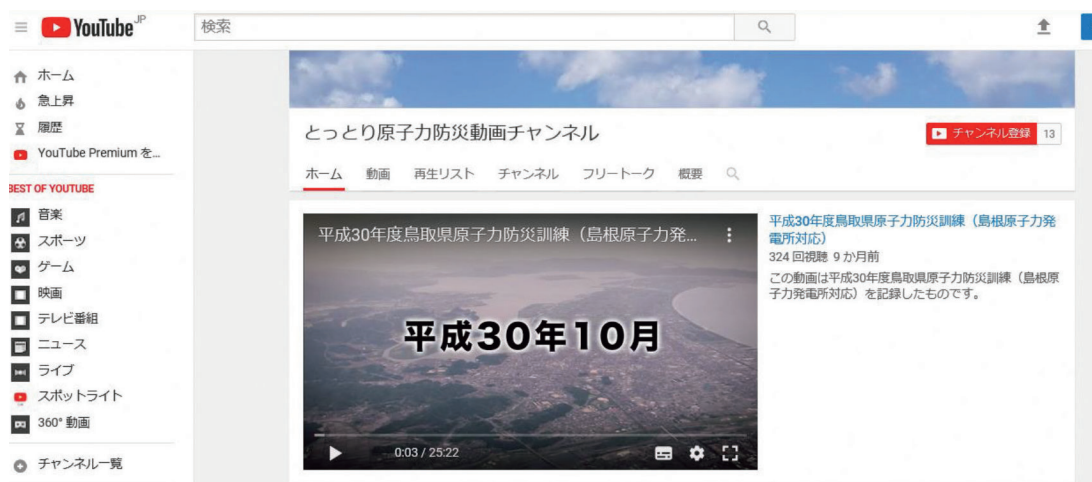 YouTube JP
検索
ホーム
急上昇
履歴
YouTube Premium を...
BEST OF YOUTUBE
音楽
スポーツ
ゲーム
映画
テレビ番組
ニュース
ライブ
スポットライト
360° 動画
チャンネル一覧
とっとり原子力防災動画チャンネル
チャンネル登録 13
ホーム 動画 再生リスト チャンネル フリートーク 概要
平成30年度鳥取県原子力防災訓練（島根原子力発...
平成30年10月
0:03 / 25:22
平成30年度鳥取県原子力防災訓練（島根原子力発
電所対応）
324 回視聴 9 か月前
この動画は平成30年度鳥取県原子力防災訓練（島根原
子力発電所対応）を記録したものです。